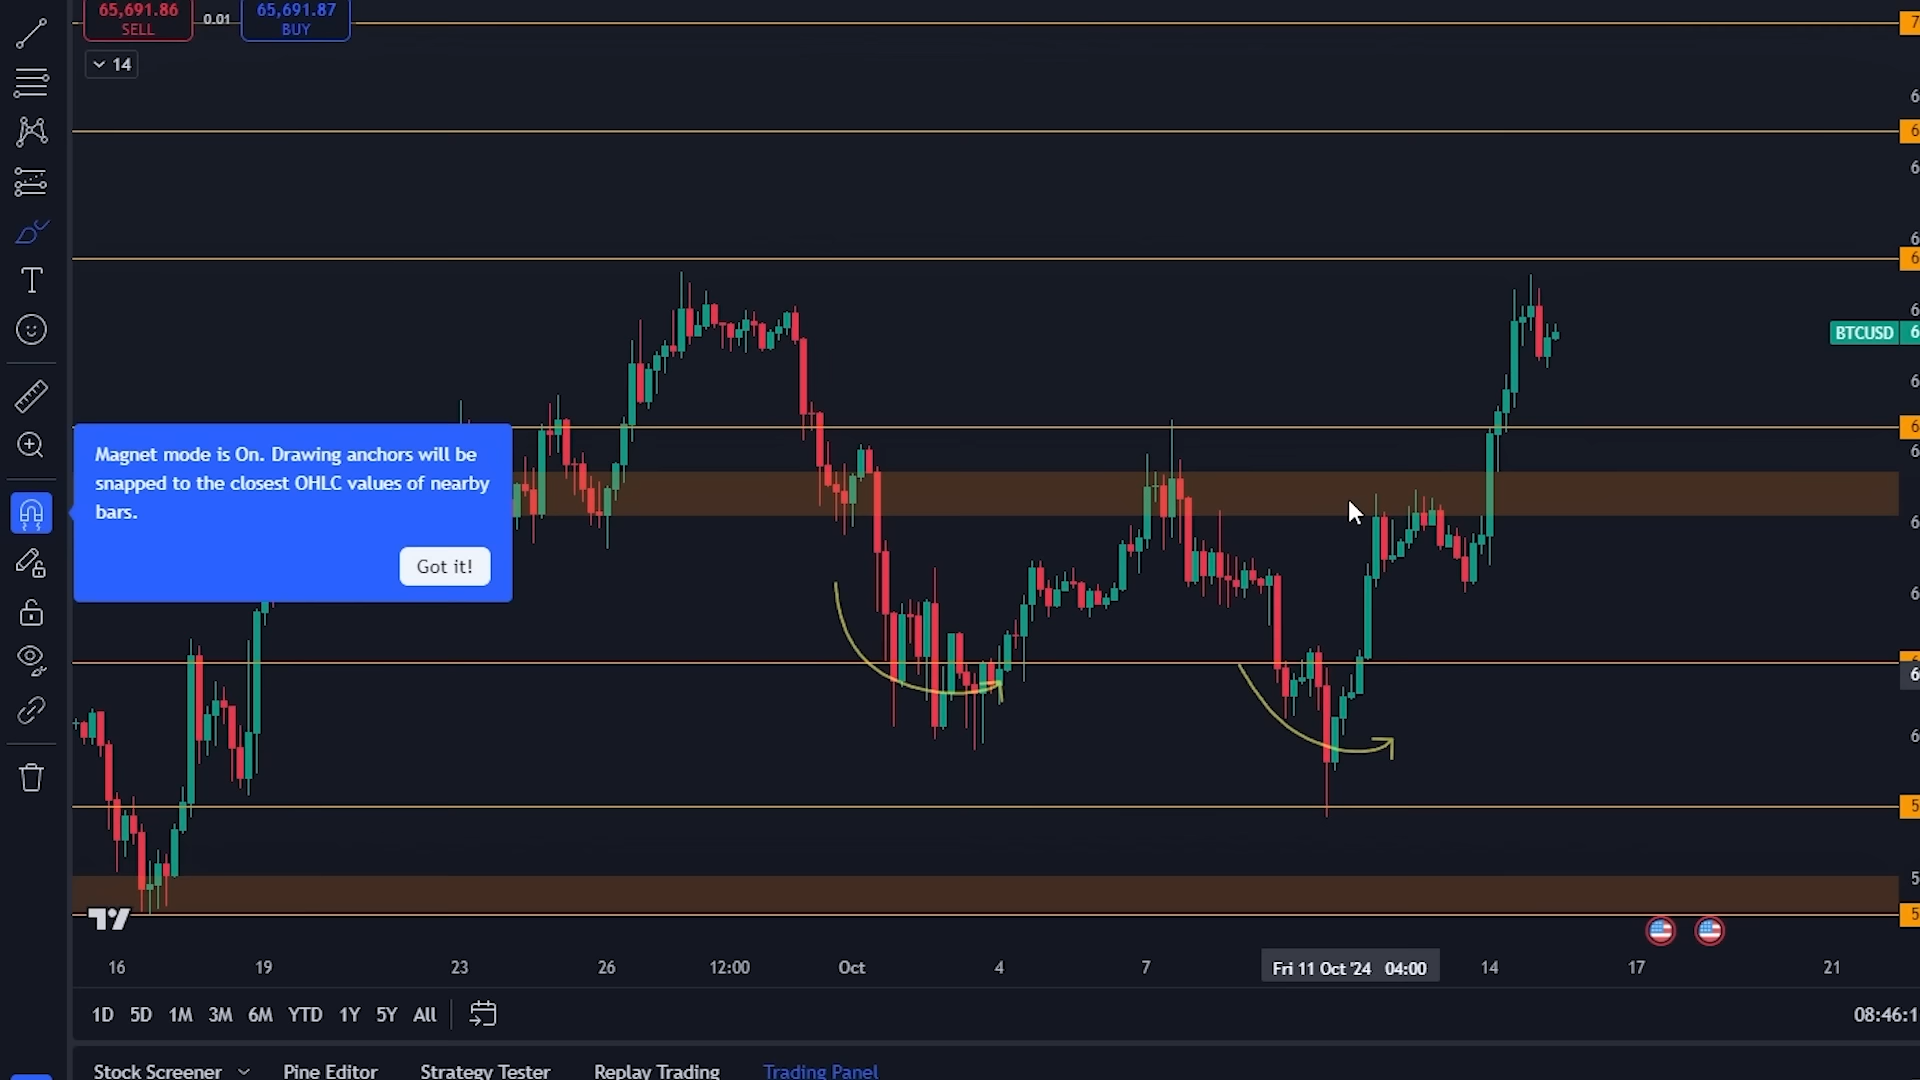 65,691.86
SELL
0.01
65,691.87
BUY
14
BTCUSD
Magnet mode is On. Drawing anchors will be
snapped to the closest OHLC values of nearby
bars.
Got it!
16 19 23 26 12:00 Oct 4 7 Fri 11 Oct '24 04:00 14 17 21
1D 5D 1M 3M 6M YTD 1Y 5Y All
08:46:1
Stock Screener Pine Editor Strategy Tester Replay Trading Trading Panel